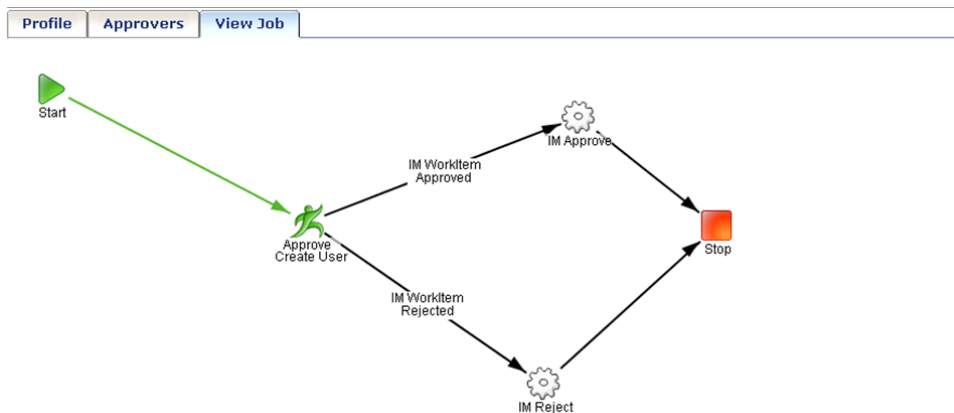 Profile
Approvers
View Job
Start
IM Approve
IM WorkItem
Approved
Approve
Create User
Stop
IM WorkItem
Rejected
IM Reject